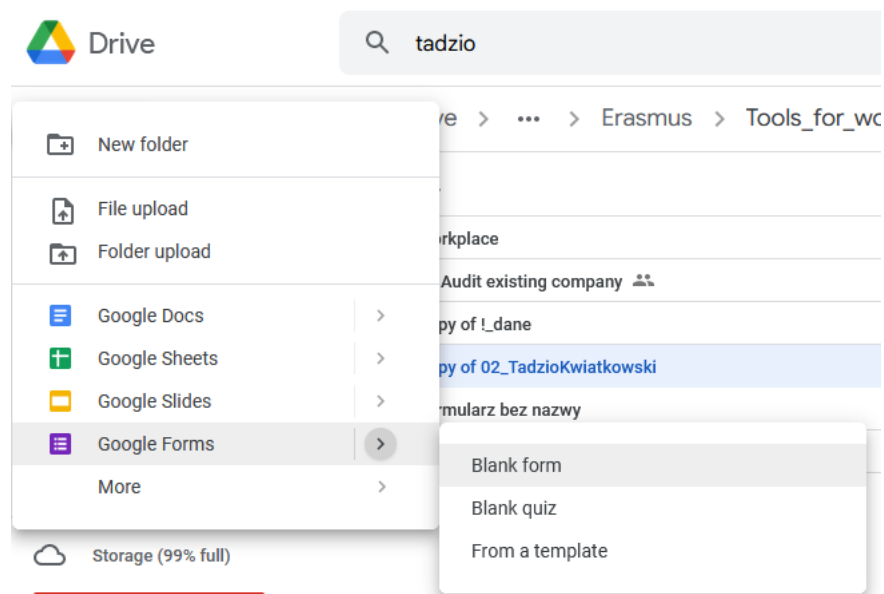 Drive
tadzio
ve > ••• > Erasmus > Tools_for_wo
New folder
File upload
Folder upload
rkplace
Audit existing company
py of !_dane
py of 02_TadzioKwiatkowski
rmularz bez nazwy
Google Docs
Google Sheets
Google Slides
Google Forms
More
Blank form
Blank quiz
From a template
Storage (99% full)